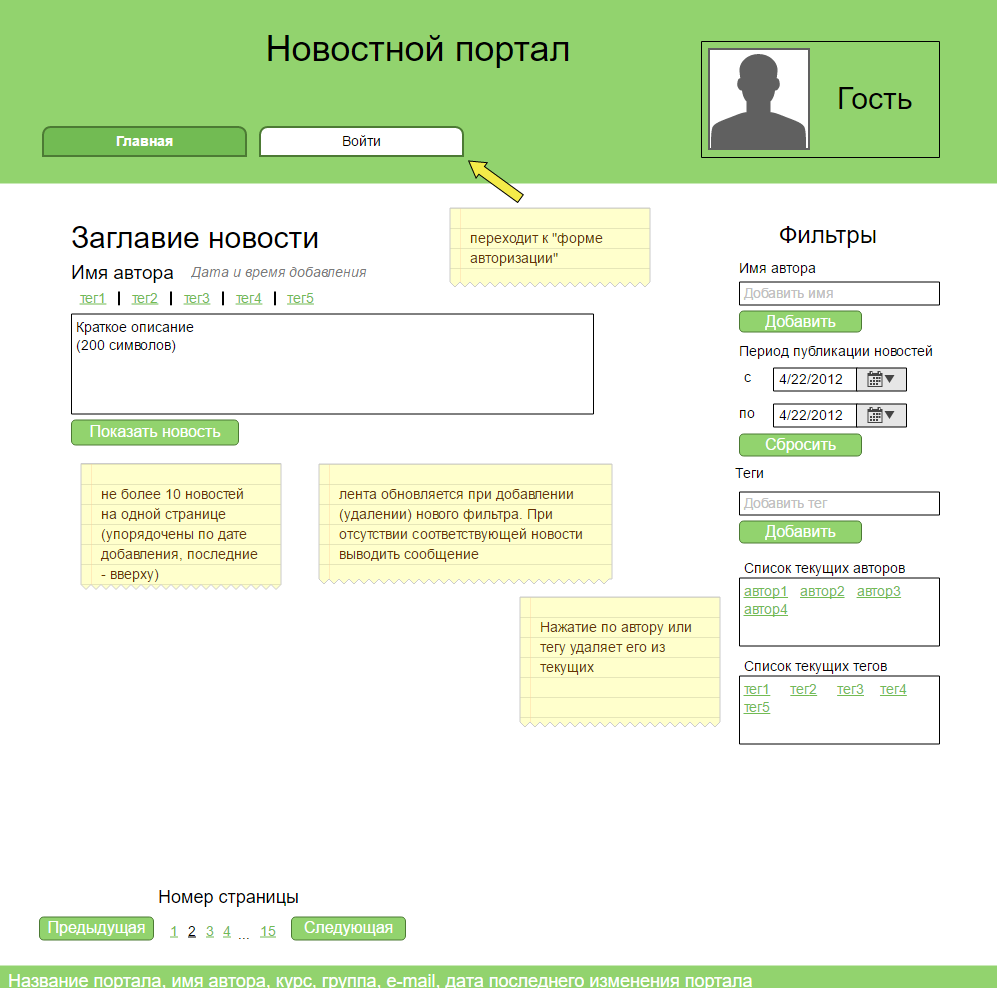 Новостной портал
Гость
Главная
Войти
переходит к "форме
авторизации"
Заглавие новости
Имя автора Дата и время добавления
тег1 | тег2 | тег3 | тег4 | тег5
Краткое описание
(200 символов)
Показать новость
не более 10 новостей
на одной странице
(упорядочены по дате
добавления, последние
- вверху)
лента обновляется при добавлении
(удалении) нового фильтра. При
отсутствии соответствующей новости
выводить сообщение
Нажатие по автору или
тегу удаляет его из
текущих
Фильтры
Имя автора
Добавить имя
Добавить
Период публикации новостей
с 4/22/2012
по 4/22/2012
Сбросить
Теги
Добавить тег
Добавить
Список текущих авторов
автор1 автор2 автор3
автор4
Список текущих тегов
тег1 тег2 тег3 тег4
тег5
Номер страницы
Предыдущая 1 2 3 4 ... 15 Следующая
Название портала, имя автора, курс, группа, e-mail, дата последнего изменения портала